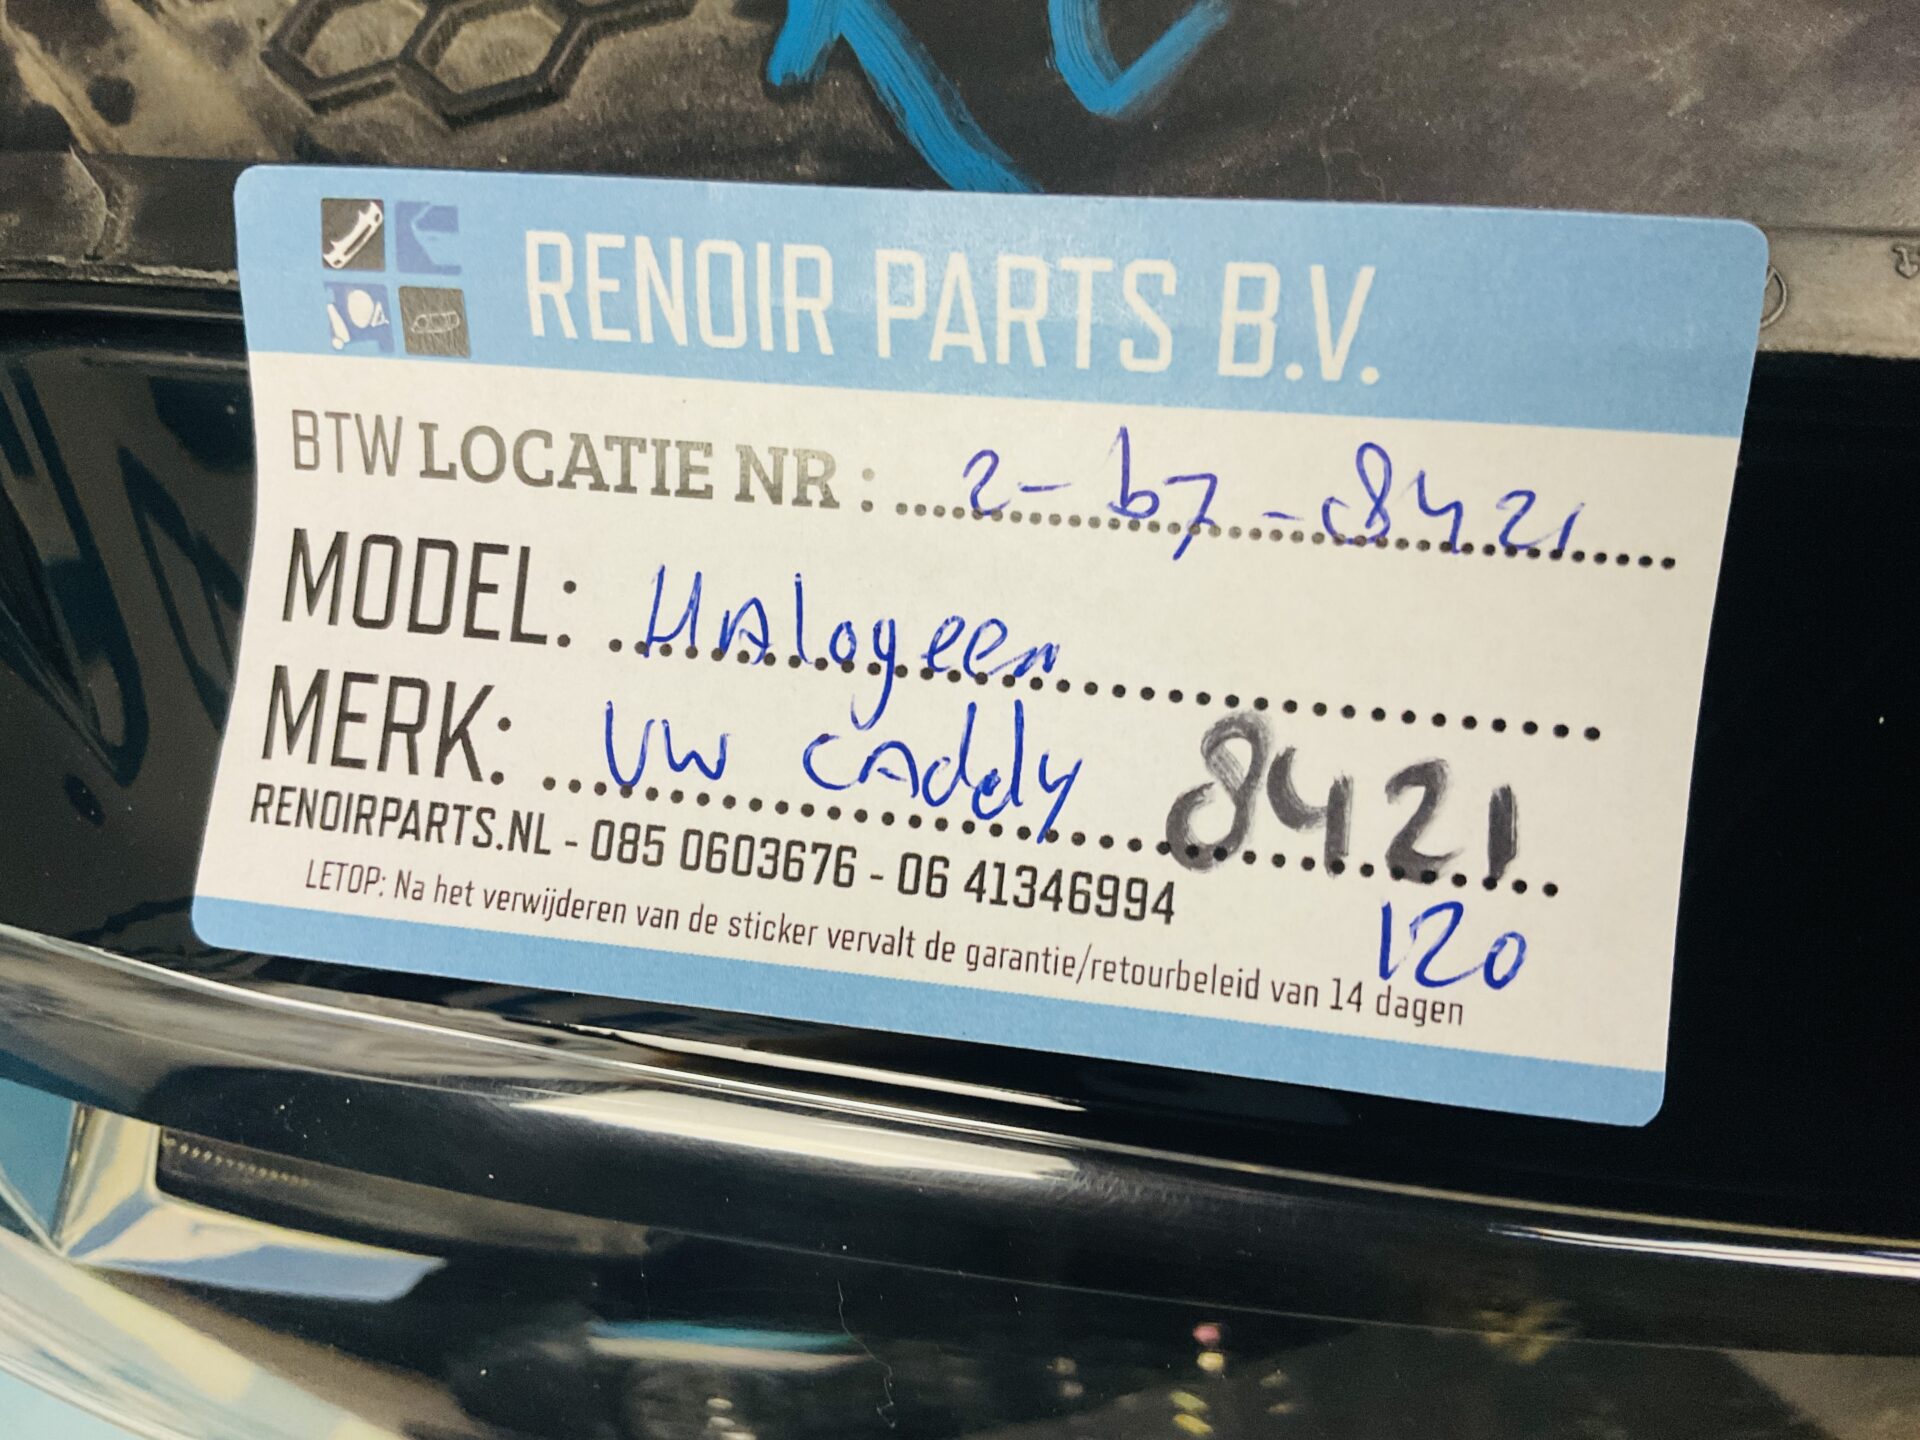 RENOIR PARTS B.V.
BTW LOCATIE NR : 2-b7-8421
MODEL: HAlogeen
MERK: VW CAddy 8421
RENOIRPARTS.NL - 085 0603676 - 06 41346994
120
LETOP: Na het verwijderen van de sticker vervalt de garantie/retourbeleid van 14 dagen